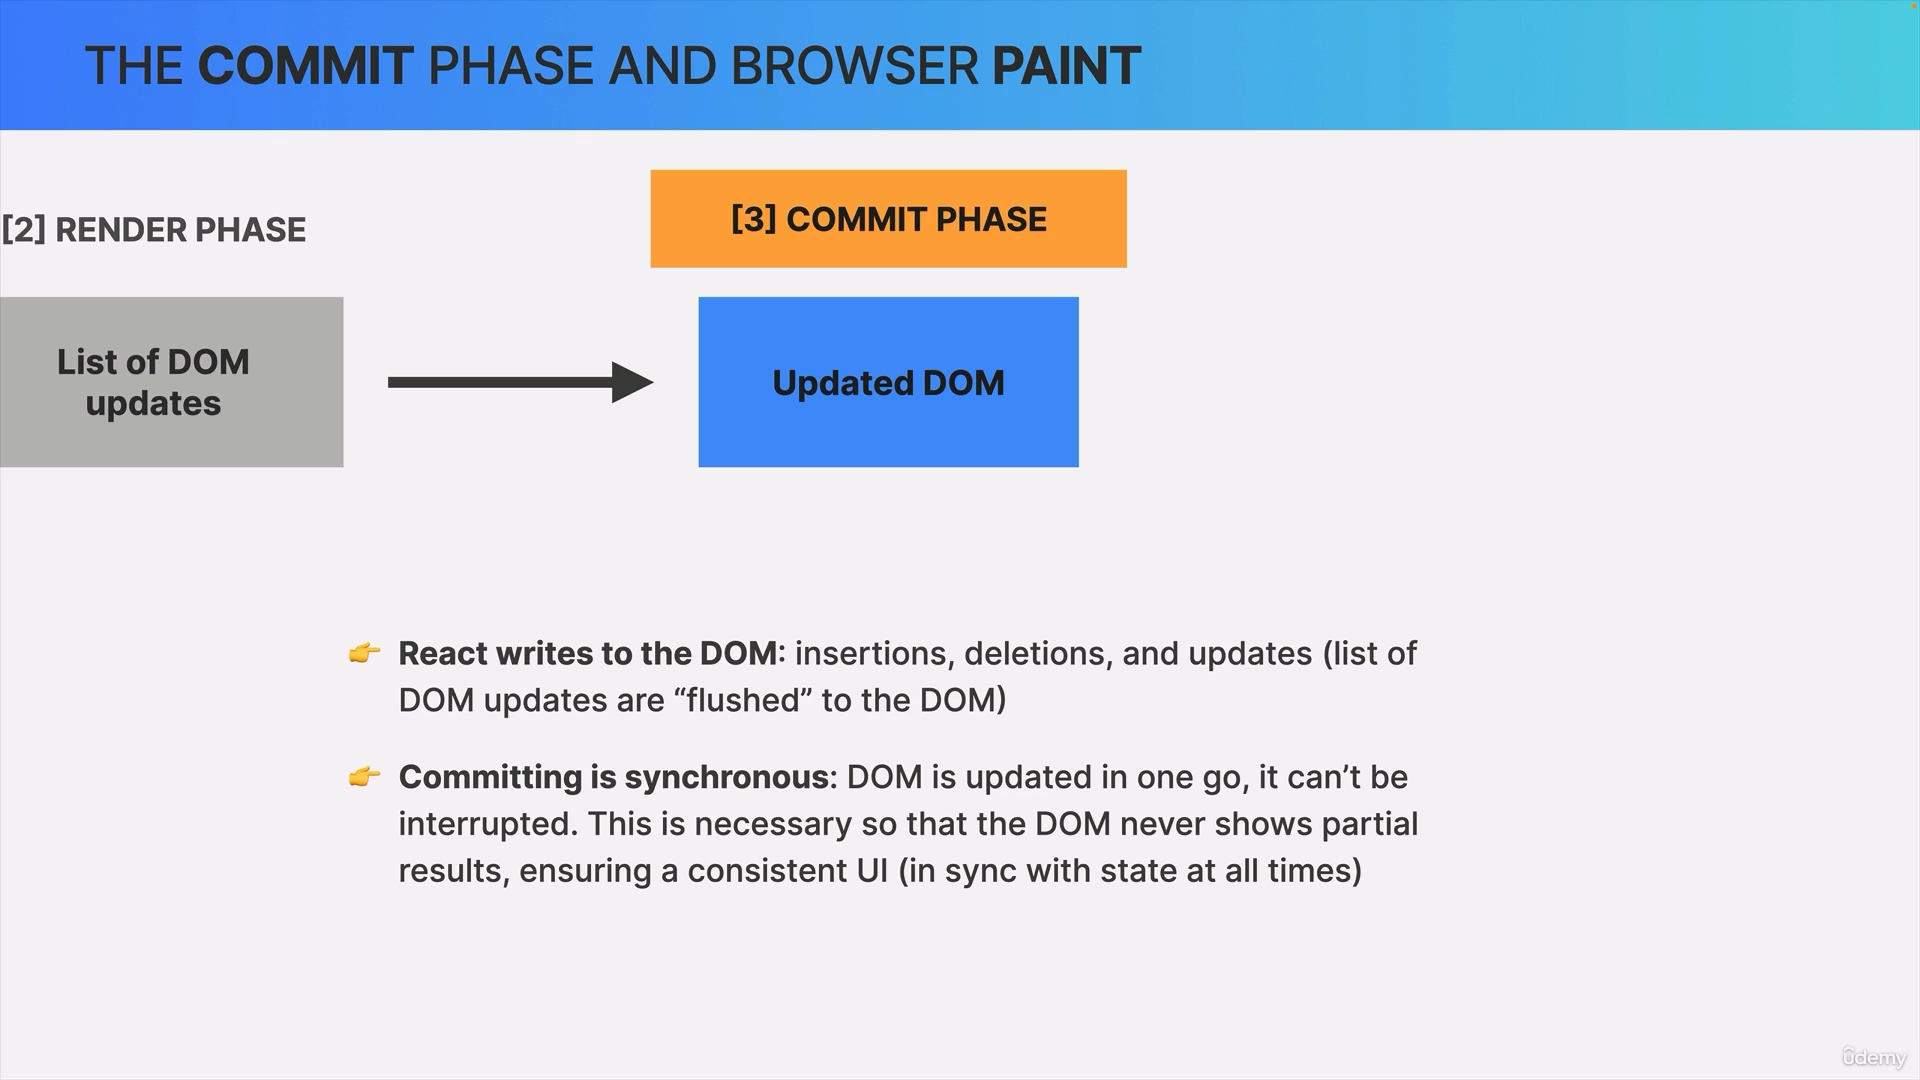 THE COMMIT PHASE AND BROWSER PAINT
[2] RENDER PHASE
[3] COMMIT PHASE
List of DOM
updates
Updated DOM
React writes to the DOM: insertions, deletions, and updates (list of
DOM updates are “flushed” to the DOM)
Committing is synchronous: DOM is updated in one go, it can’t be
interrupted. This is necessary so that the DOM never shows partial
results, ensuring a consistent UI (in sync with state at all times)
ûdemy